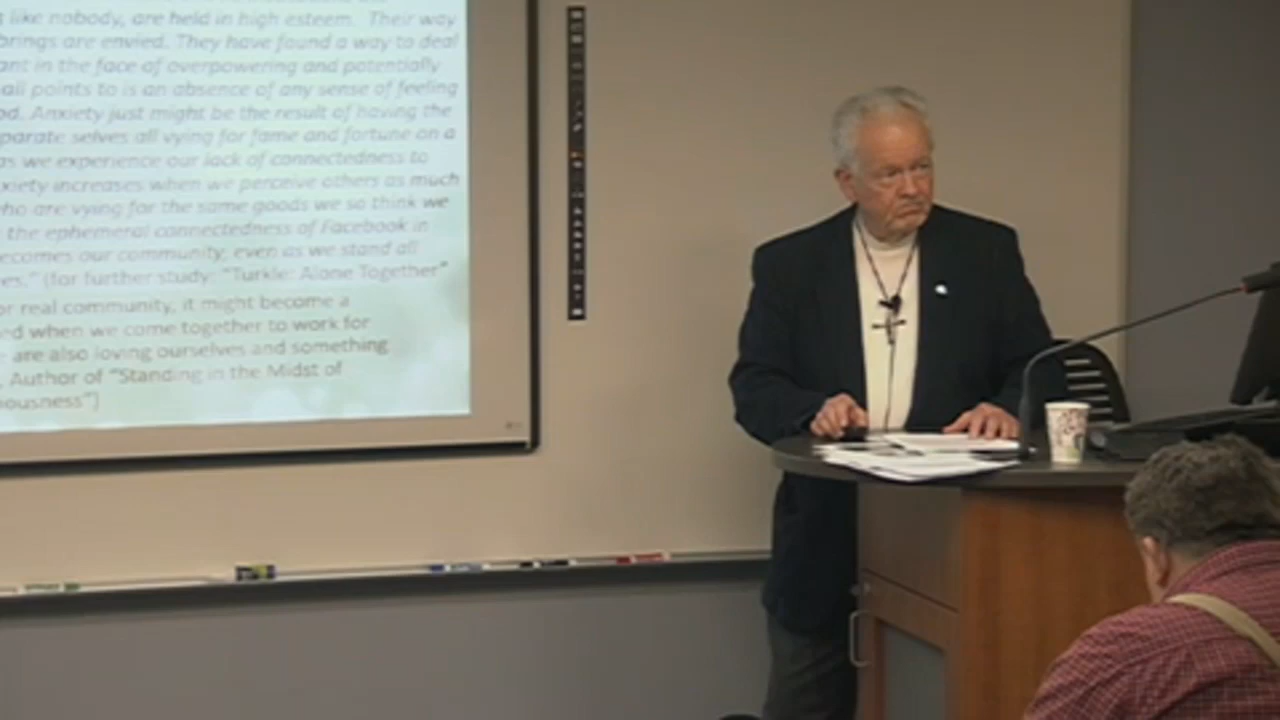 like nobody, are held in high esteem. Their way
brings are envied. They have found a way to deal
ant in the face of overpowering and potentially
all points to is an absence of any sense of feeling
od. Anxiety just might be the result of having the
parate selves all vying for fame and fortune on a
as we experience our lack of connectedness to
xiety increases when we perceive others as much
who are vying for the same goods we so think we
the ephemeral connectedness of Facebook in
ecomes our community; even as we stand all
es." (for further study: "Turkle: Alone Together"
or real community, it might become a
ed when we come together to work for
are also loving ourselves and something
, Author of "Standing in the Midst of
iousness"]